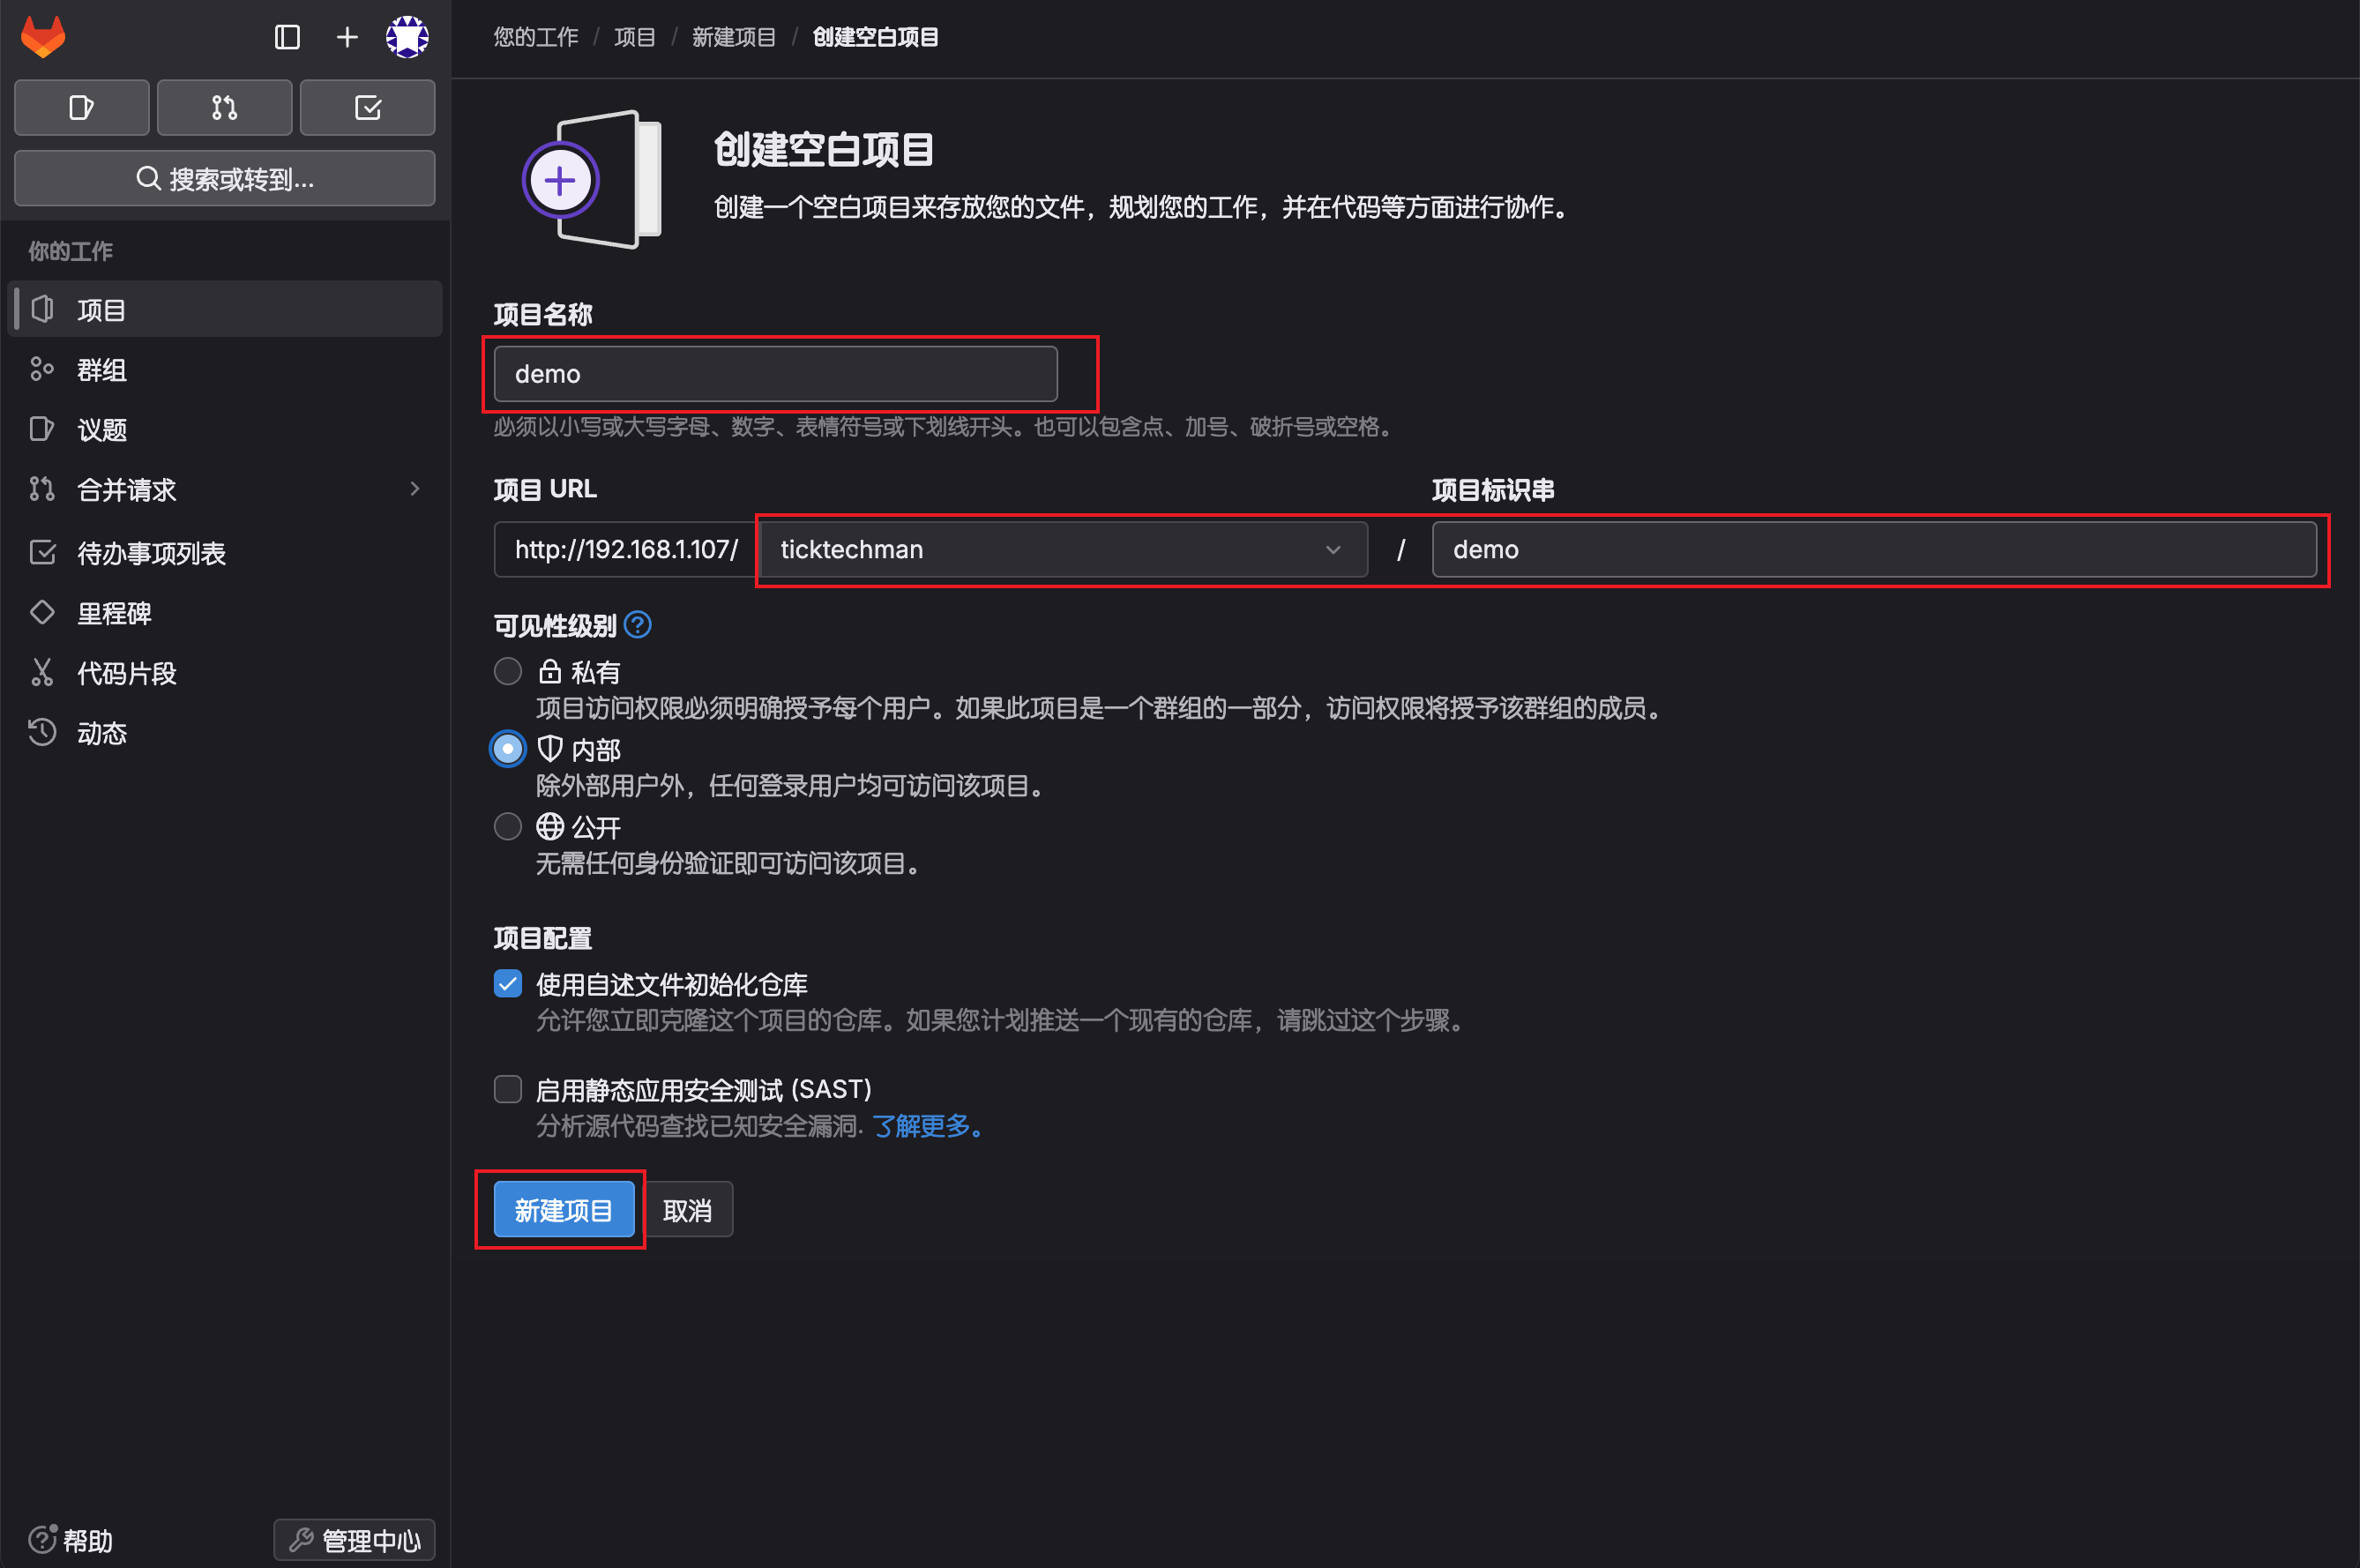 您的工作 / 项目 / 新建项目 / 创建空白项目
搜索或转到...
你的工作
项目
群组
议题
合并请求
待办事项列表
里程碑
代码片段
动态
帮助
管理中心
创建空白项目
创建一个空白项目来存放您的文件，规划您的工作，并在代码等方面进行协作。
项目名称
demo
必须以小写或大写字母、数字、表情符号或下划线开头。也可以包含点、加号、破折号或空格。
项目 URL
项目标识串
http://192.168.1.107/ ticktechman / demo
可见性级别
私有
项目访问权限必须明确授予每个用户。如果此项目是一个群组的一部分，访问权限将授予该群组的成员。
内部
除外部用户外，任何登录用户均可访问该项目。
公开
无需任何身份验证即可访问该项目。
项目配置
使用自述文件初始化仓库
允许您立即克隆这个项目的仓库。如果您计划推送一个现有的仓库，请跳过这个步骤。
启用静态应用安全测试 (SAST)
分析源代码查找已知安全漏洞. 了解更多。
新建项目 取消